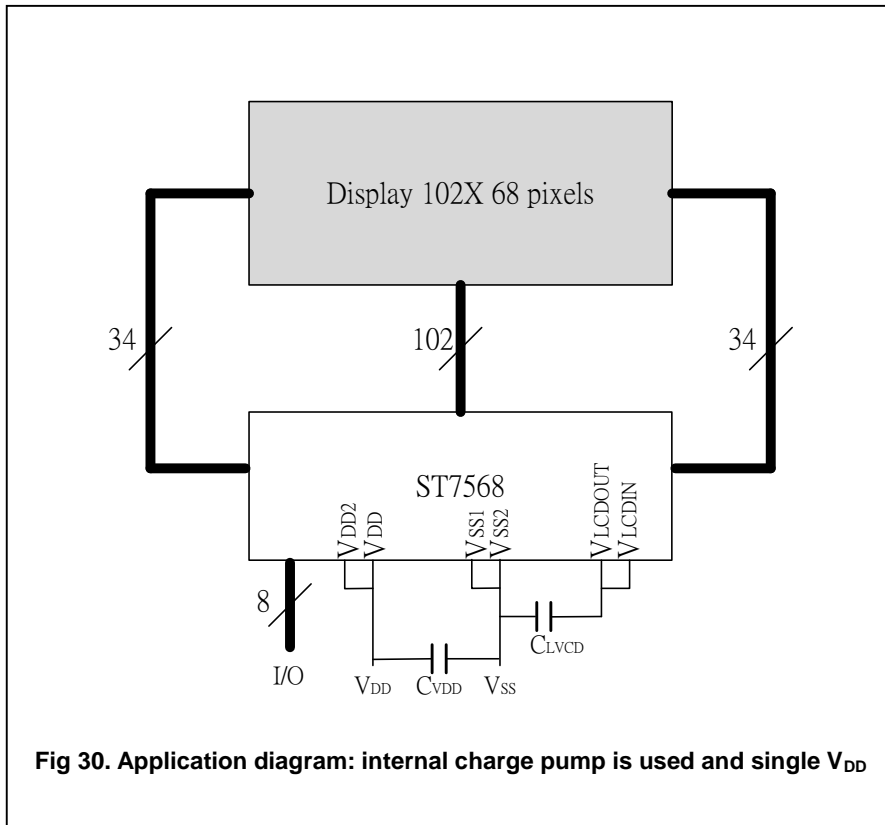 Display 102X 68 pixels
34
102
34
ST7568
VDD2
VDD
VSS1
VSS2
VLCDOUT
VLCDIN
8
I/O
VDD
CVDD
VSS
CLVCD
Fig 30. Application diagram: internal charge pump is used and single VDD